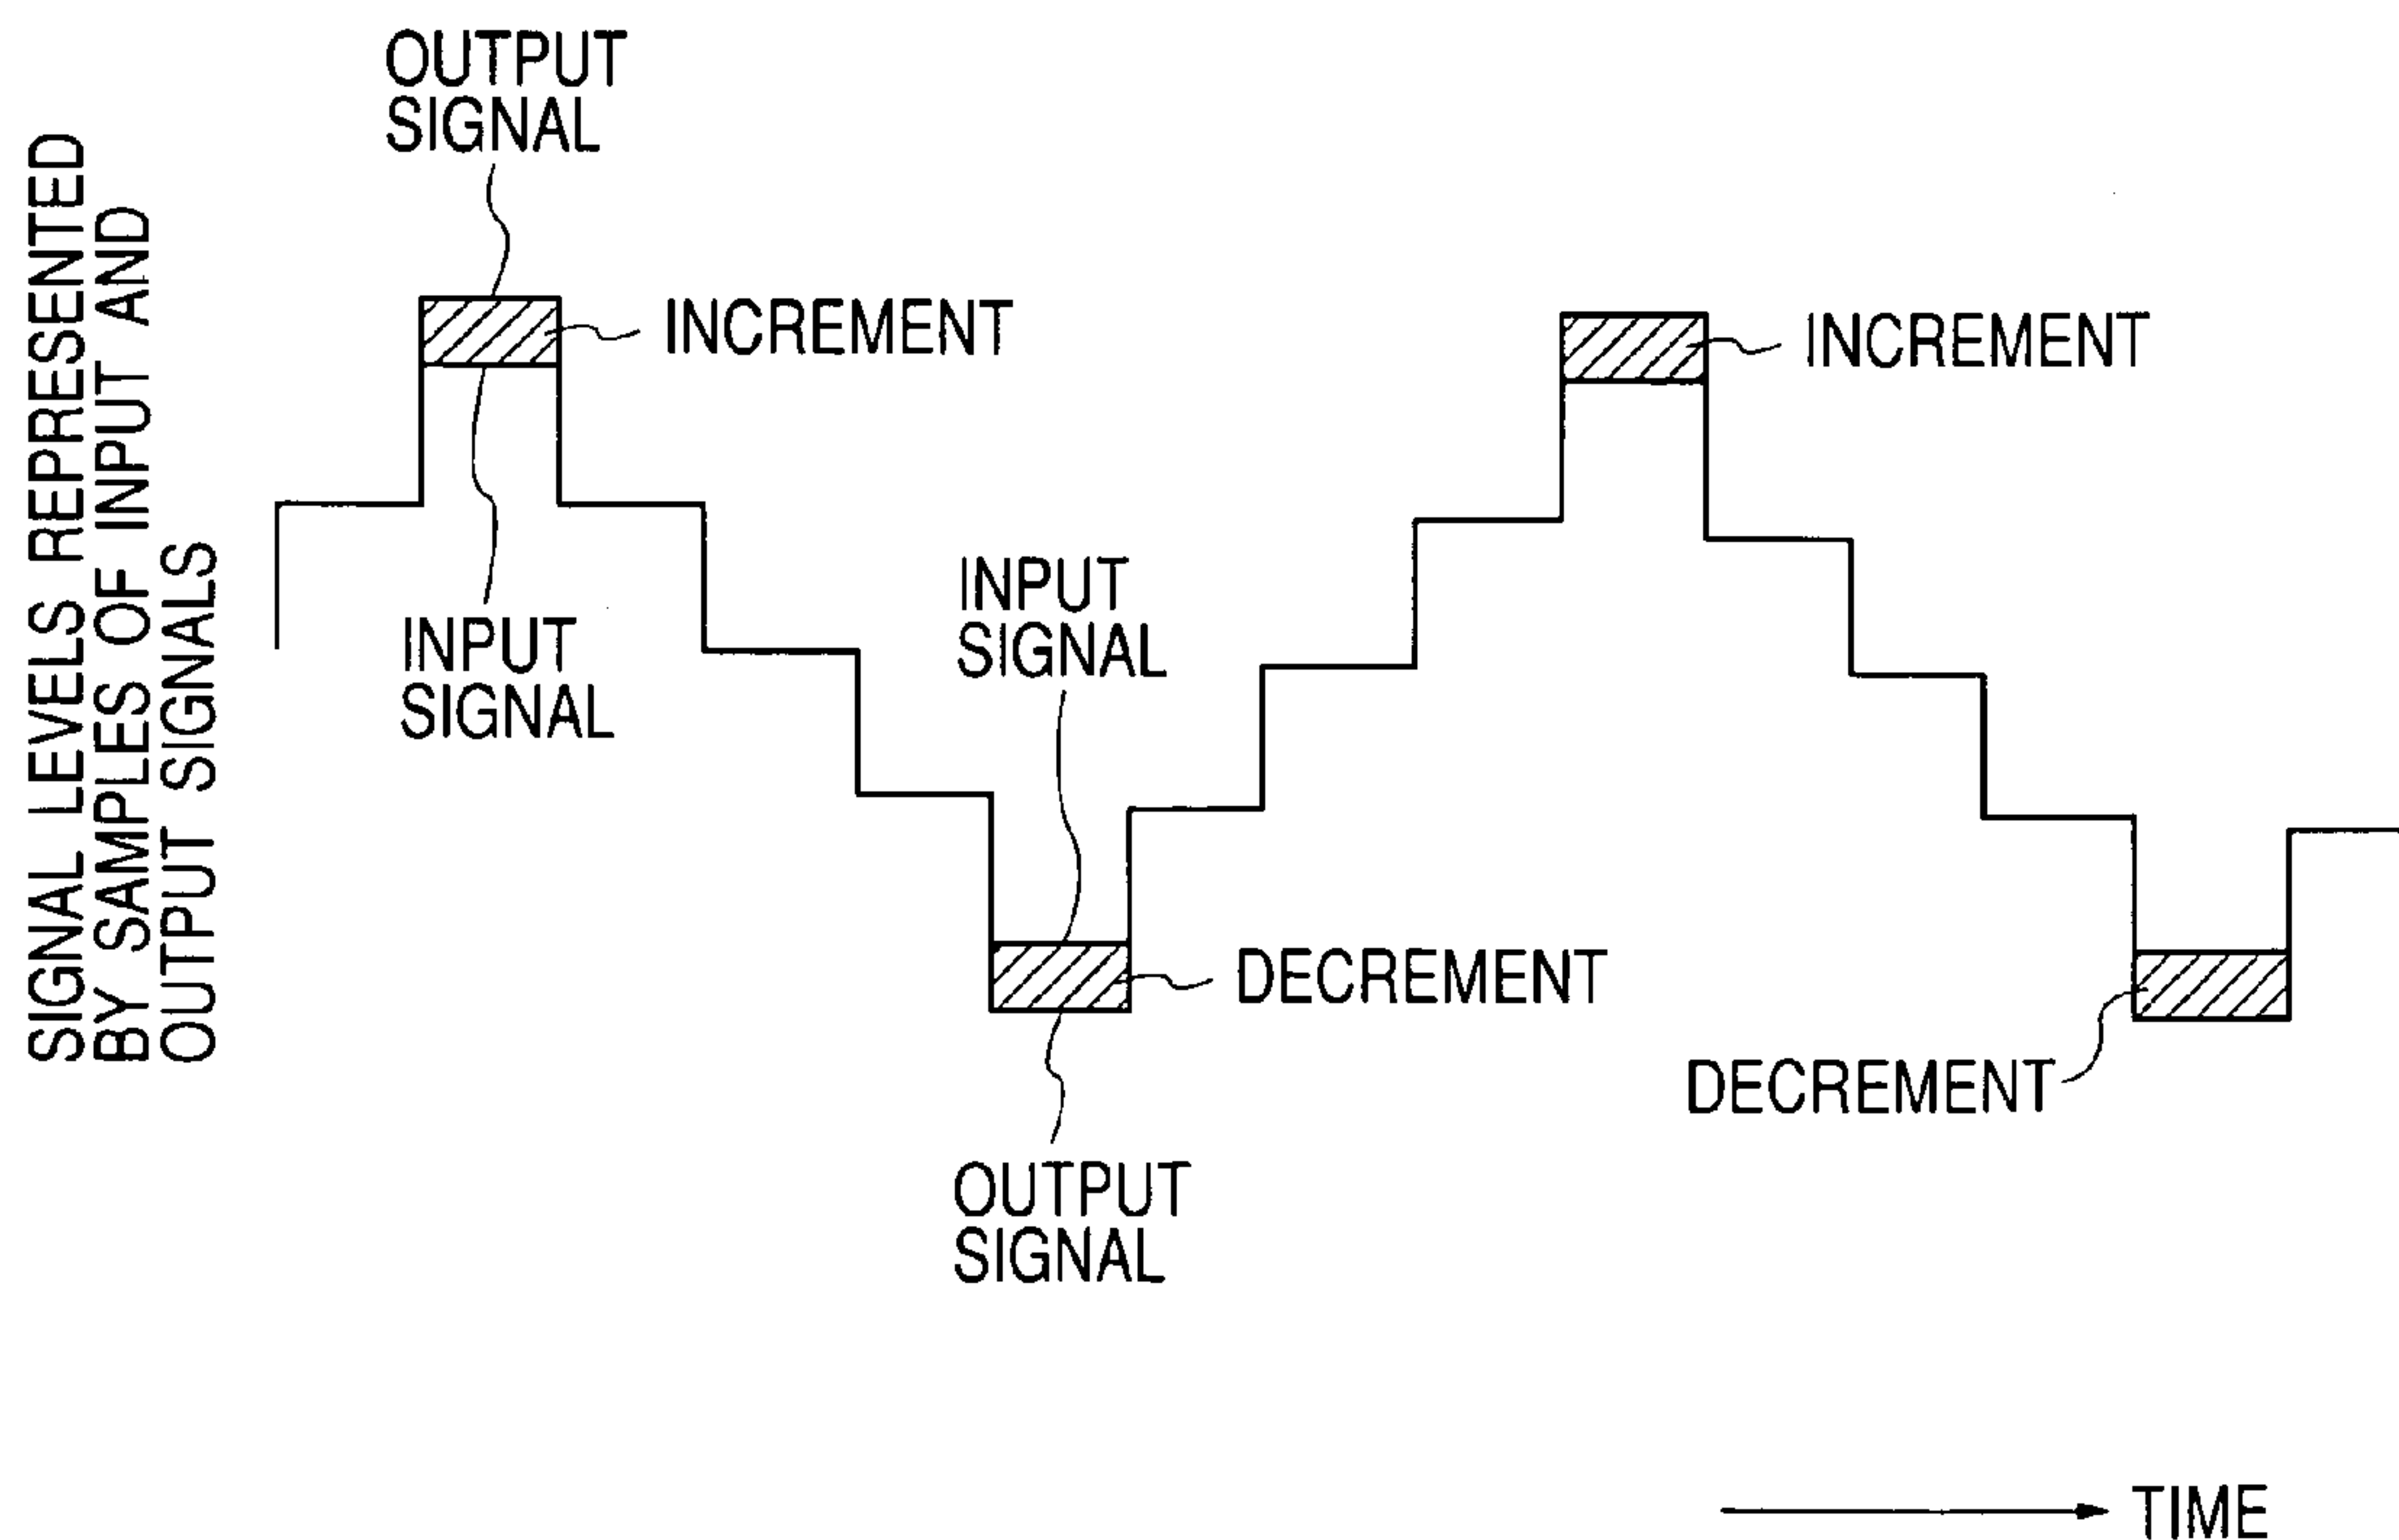 SIGNAL LEVELS REPRESENTED
BY SAMPLES OF INPUT AND
OUTPUT SIGNALS
OUTPUT
SIGNAL
INCREMENT
INCREMENT
INPUT
SIGNAL
INPUT
SIGNAL
DECREMENT
DECREMENT
OUTPUT
SIGNAL
TIME